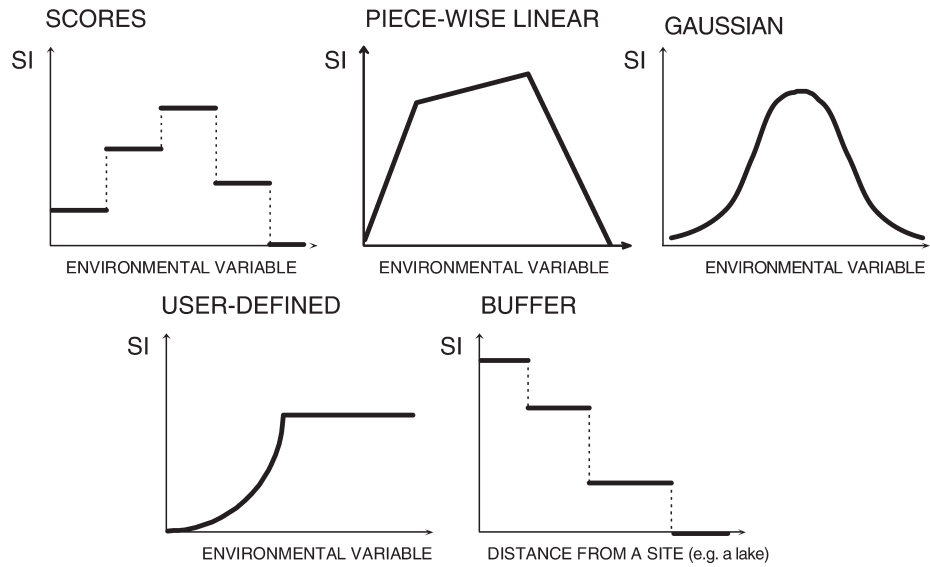 SCORES
SI
ENVIRONMENTAL VARIABLE
PIECE-WISE LINEAR
SI
ENVIRONMENTAL VARIABLE
GAUSSIAN
SI
ENVIRONMENTAL VARIABLE
USER-DEFINED
SI
ENVIRONMENTAL VARIABLE
BUFFER
SI
DISTANCE FROM A SITE (e.g. a lake)